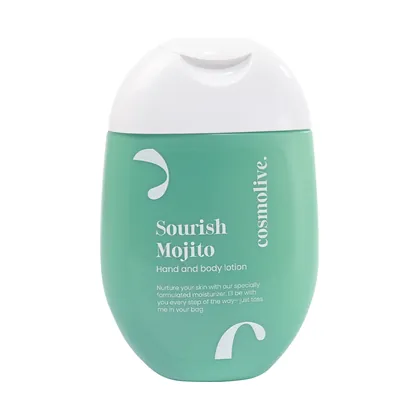 Sourish
Mojito
Hand and body lotion
Nurture your skin with our specially
formulated moisturizer. I'll be with
you every step of the way– just toss
me in your bag
cosmolive.